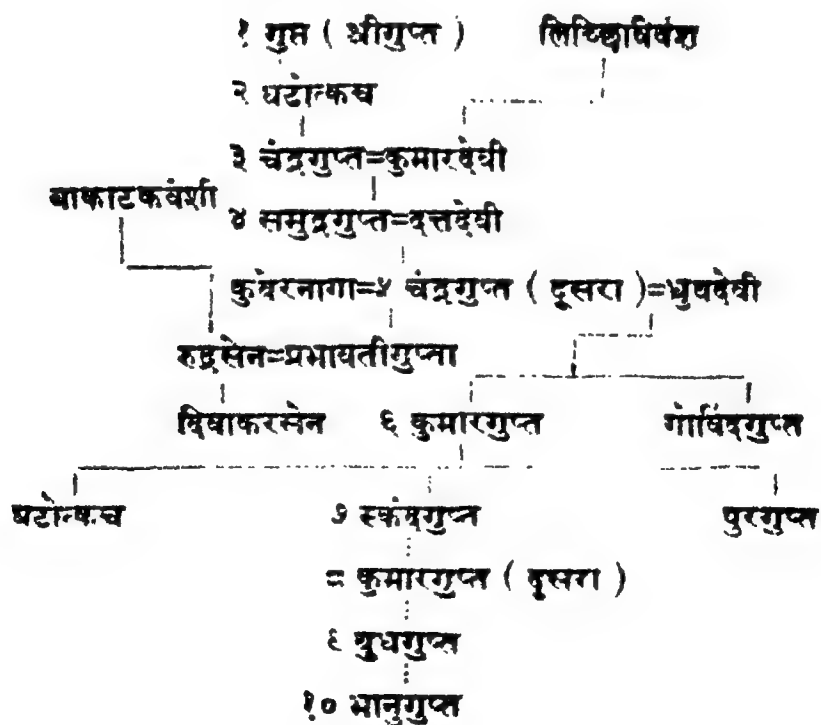 १ गुप्त ( श्रीगुप्त ) लिच्छिविवंश
२ घटोत्कच
३ चंद्रगुप्त=कुमारदेवी
वाकाटकवंशी
४ समुद्रगुप्त=दत्तदेवी
कुवेरनागा=५ चंद्रगुप्त ( दूसरा )=ध्रुवदेवी
रुद्रसेन=प्रभावतीगुप्ता
दिवाकरसेन ६ कुमारगुप्त गोविंदगुप्त
घटोत्कच ७ स्कंदगुप्त पुरगुप्त
८ कुमारगुप्त ( दूसरा )
९ बुधगुप्त
१० भानुगुप्त